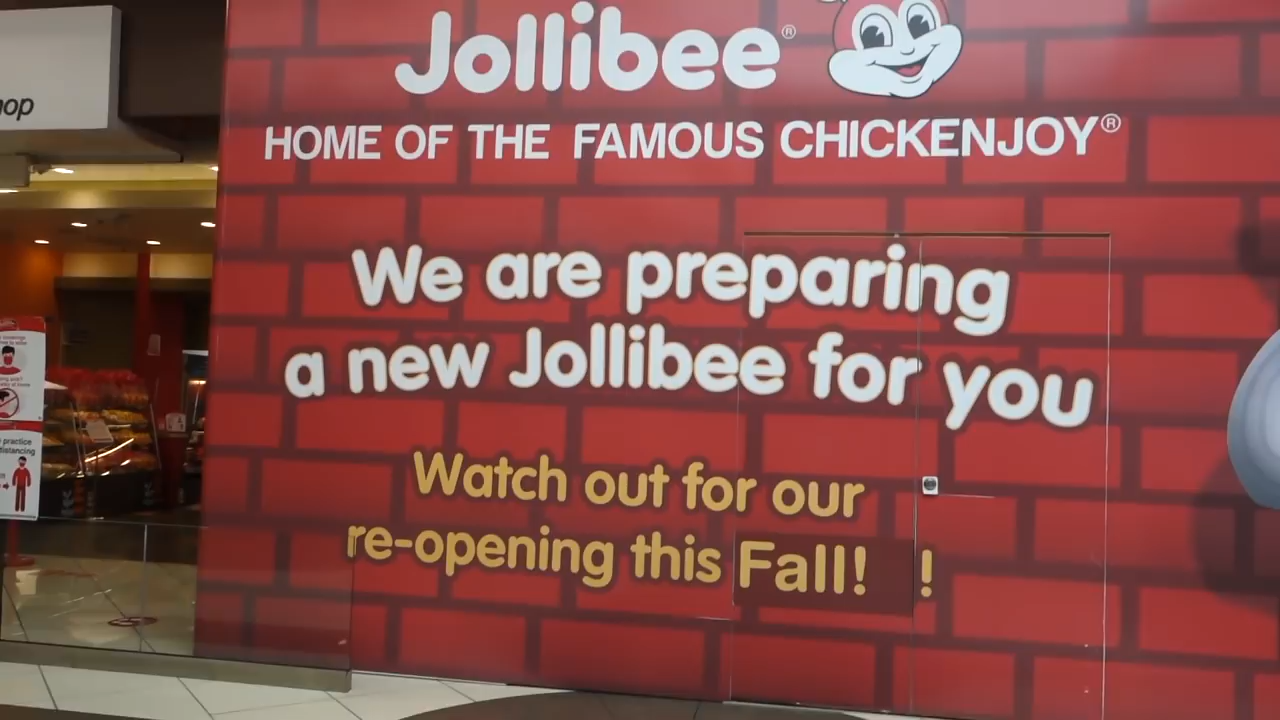 Jollibee®
HOME OF THE FAMOUS CHICKENJOY®
We are preparing
a new Jollibee for you
Watch out for our
re-opening this Fall! !
practice